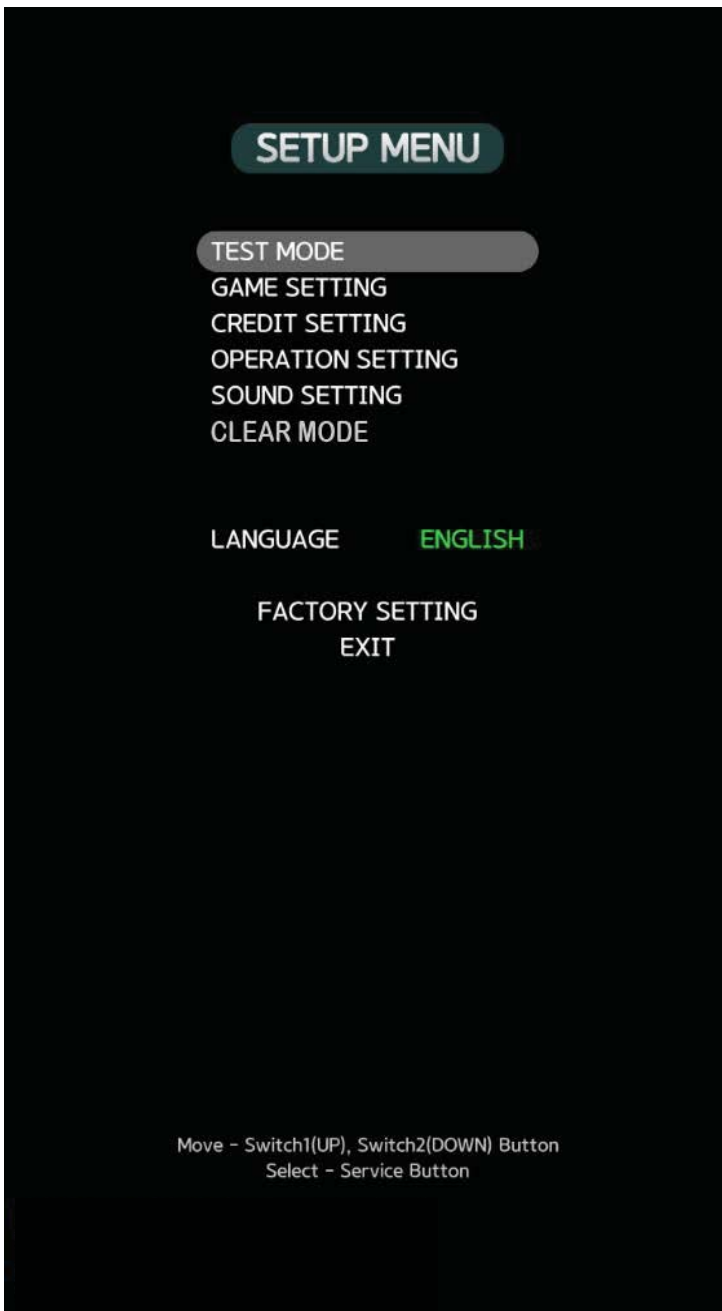 SETUP MENU
TEST MODE
GAME SETTING
CREDIT SETTING
OPERATION SETTING
SOUND SETTING
CLEAR MODE
LANGUAGE ENGLISH
FACTORY SETTING
EXIT
Move - Switch1(UP), Switch2(DOWN) Button
Select - Service Button